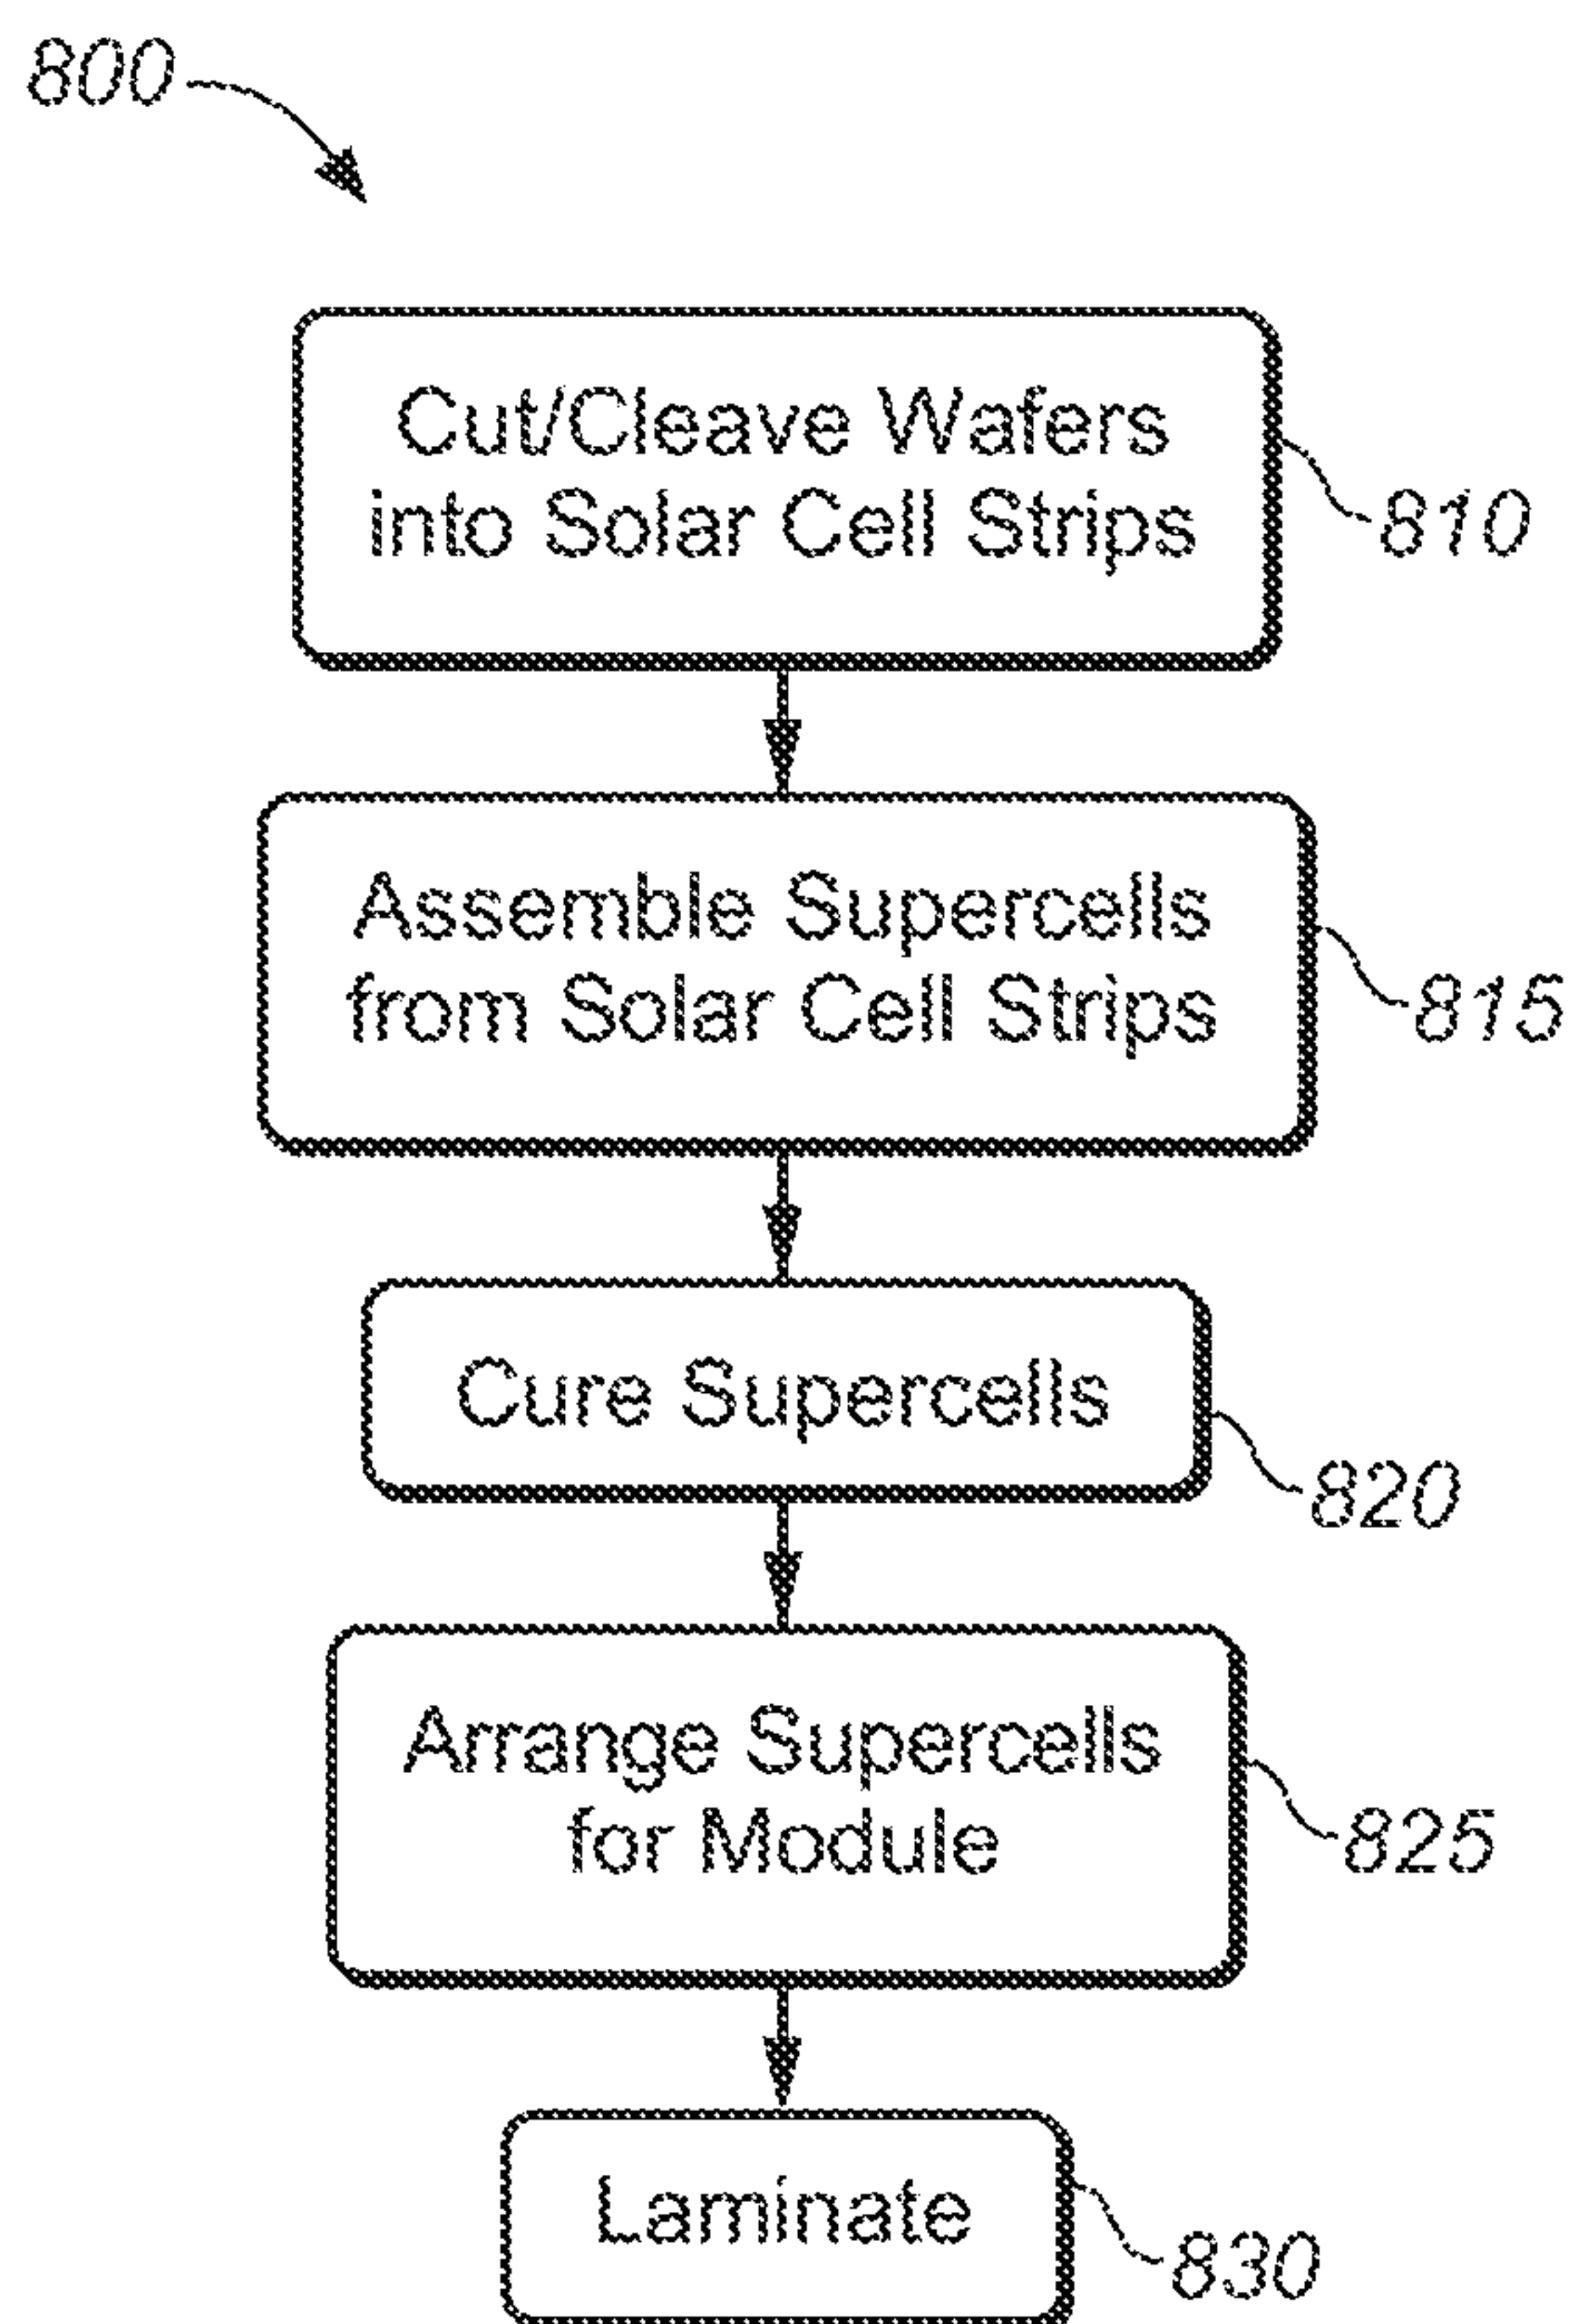 800
Cut/Cleave Wafers
into Solar Cell Strips
810
Assemble Supercells
from Solar Cell Strips
815
Cure Supercells
820
Arrange Supercells
for Module
825
Laminate
830